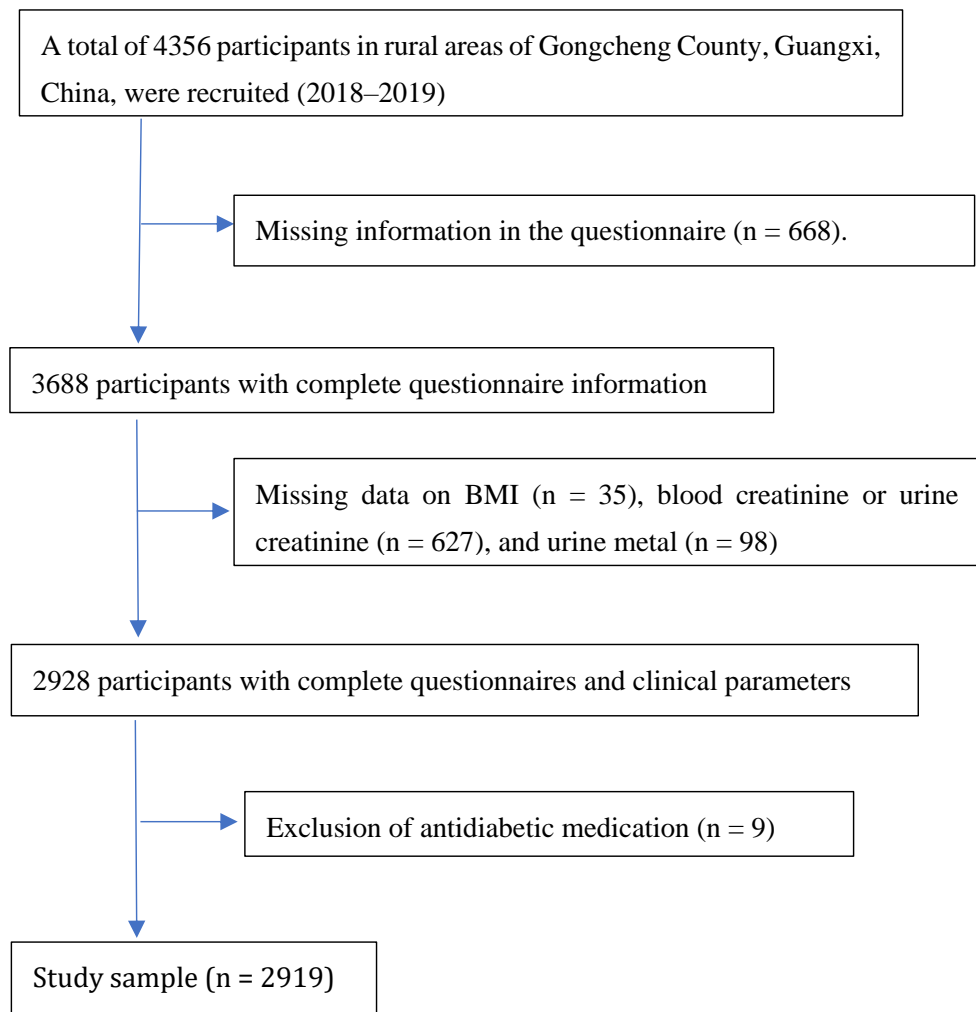 A total of 4356 participants in rural areas of Gongcheng County, Guangxi,
China, were recruited (2018–2019)
Missing information in the questionnaire (n = 668).
3688 participants with complete questionnaire information
Missing data on BMI (n = 35), blood creatinine or urine
creatinine (n = 627), and urine metal (n = 98)
2928 participants with complete questionnaires and clinical parameters
Exclusion of antidiabetic medication (n = 9)
Study sample (n = 2919)